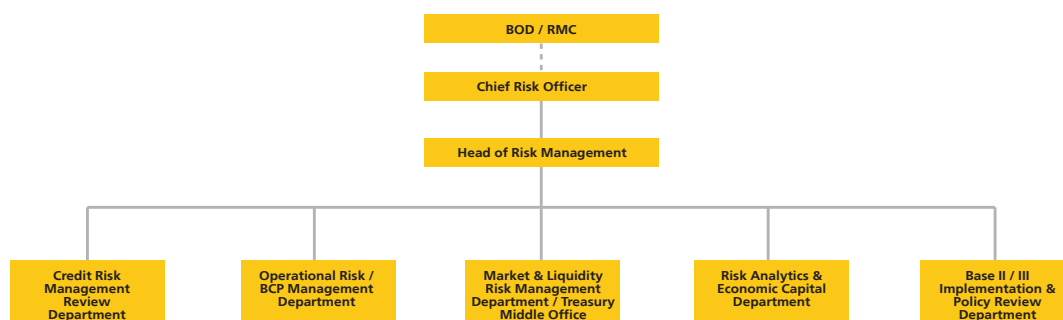 BOD / RMC
Chief Risk Officer
Head of Risk Management
Credit Risk
Management
Review
Department
Operational Risk /
BCP Management
Department
Market & Liquidity
Risk Management
Department / Treasury
Middle Office
Risk Analytics &
Economic Capital
Department
Base II / III
Implementation &
Policy Review
Department